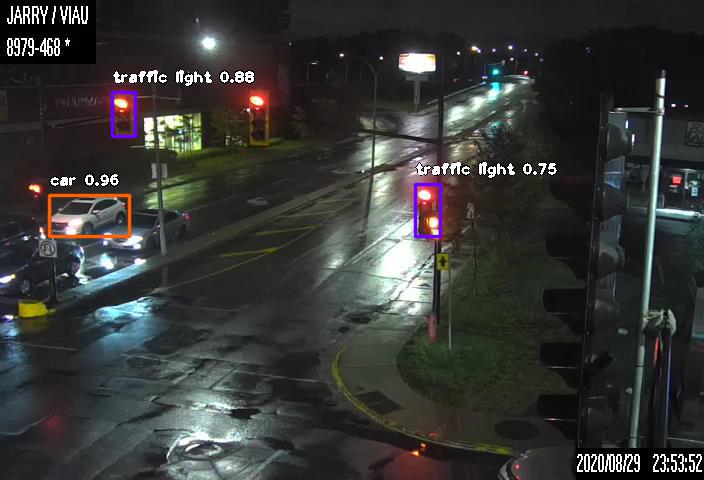 JARRY / VIAU
8979-468 *
traffic light 0.88
PHARMA
traffic light 0.75
car 0.96
2020/08/29 23:53:52